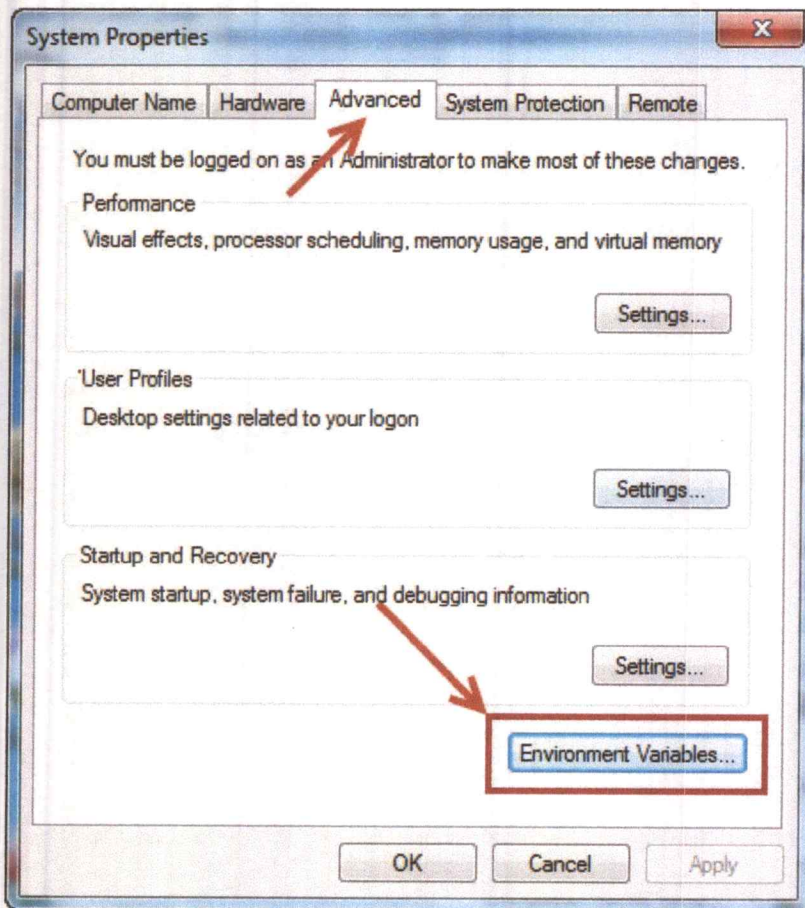 System Properties
X
Computer Name Hardware Advanced System Protection Remote
You must be logged on as an Administrator to make most of these changes.
Performance
Visual effects, processor scheduling, memory usage, and virtual memory
Settings...
User Profiles
Desktop settings related to your logon
Settings...
Startup and Recovery
System startup, system failure, and debugging information
Settings...
Environment Variables...
OK Cancel Apply